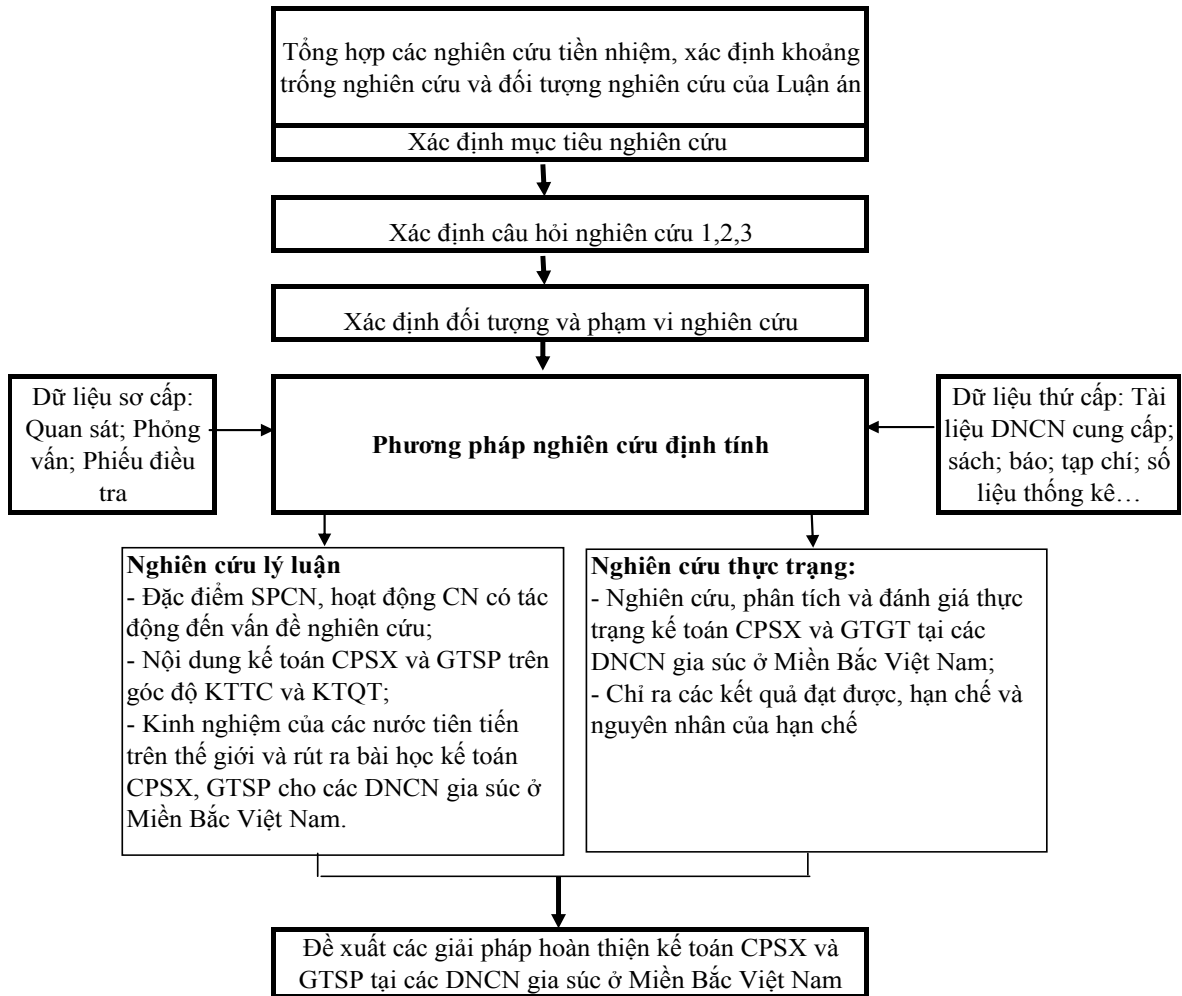 Tổng hợp các nghiên cứu tiền nhiệm, xác định khoảng
trống nghiên cứu và đối tượng nghiên cứu của Luận án
Xác định mục tiêu nghiên cứu
Xác định câu hỏi nghiên cứu 1,2,3
Xác định đối tượng và phạm vi nghiên cứu
Dữ liệu sơ cấp:
Quan sát; Phỏng
vấn; Phiếu điều
tra
Phương pháp nghiên cứu định tính
Dữ liệu thứ cấp: Tài
liệu DNCN cung cấp;
sách; báo; tạp chí; số
liệu thống kê…
Nghiên cứu lý luận
- Đặc điểm SPCN, hoạt động CN có tác
động đến vấn đề nghiên cứu;
- Nội dung kế toán CPSX và GTSP trên
góc độ KTTC và KTQT;
- Kinh nghiệm của các nước tiên tiến
trên thế giới và rút ra bài học kế toán
CPSX, GTSP cho các DNCN gia súc ở
Miền Bắc Việt Nam.
Nghiên cứu thực trạng:
- Nghiên cứu, phân tích và đánh giá thực
trạng kế toán CPSX và GTGT tại các
DNCN gia súc ở Miền Bắc Việt Nam;
- Chỉ ra các kết quả đạt được, hạn chế và
nguyên nhân của hạn chế
Đề xuất các giải pháp hoàn thiện kế toán CPSX và
GTSP tại các DNCN gia súc ở Miền Bắc Việt Nam